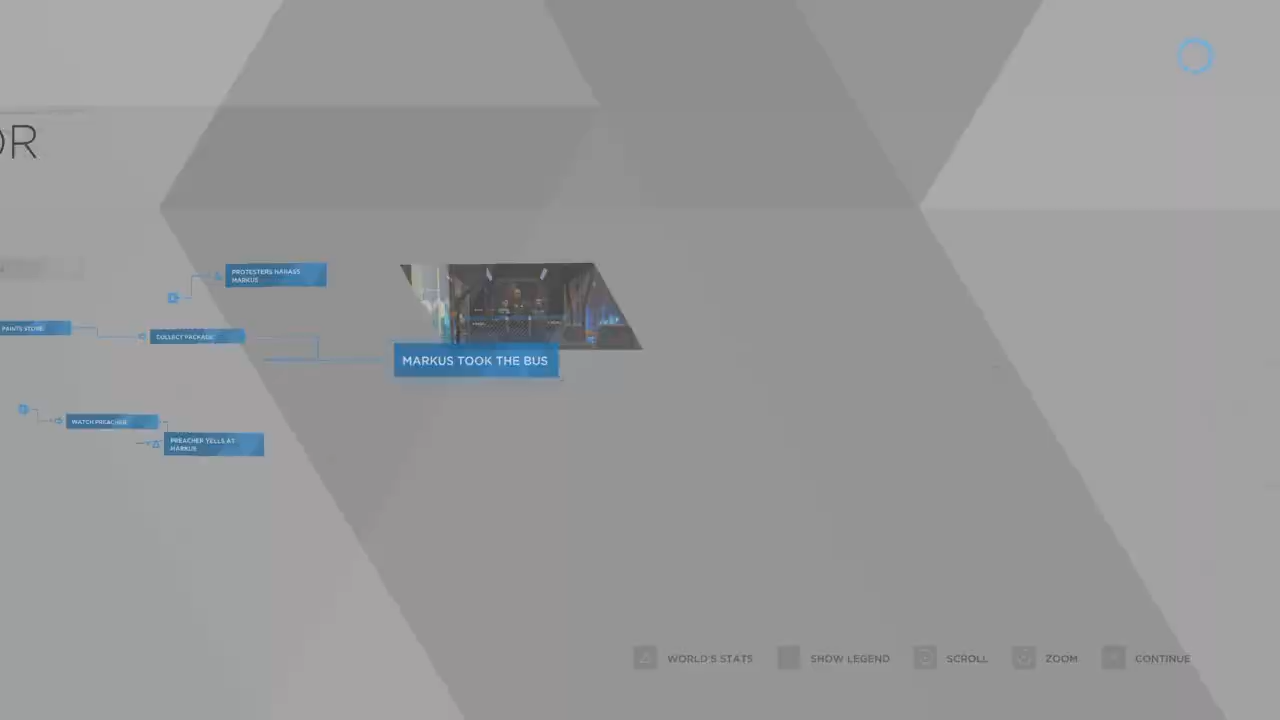 OR
PROTESTERS HARASS
MARKUS
PAINTS STORE
COLLECT PACKAGE
MARKUS TOOK THE BUS
WATCH PREACHER
PREACHER YELLS AT
MARKUS
WORLD'S STATS
SHOW LEGEND
SCROLL
ZOOM
CONTINUE